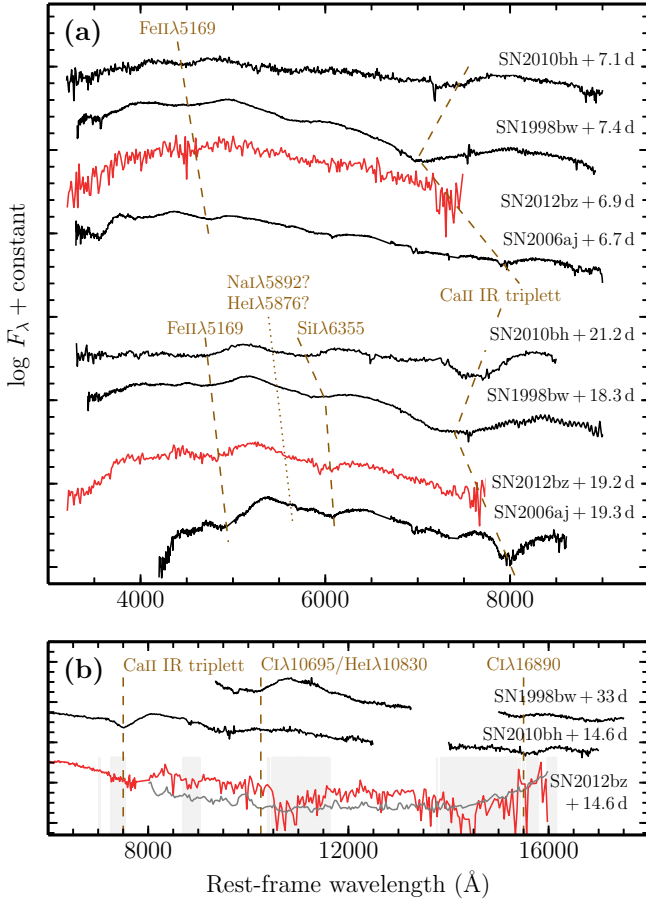 (a)
FeIIλ5169
SN2010bh + 7.1 d
SN1998bw + 7.4 d
SN2012bz + 6.9 d
SN2006aj + 6.7 d
CaII IR triplett
NaIλ5892?
HeIλ5876?
FeIIλ5169
SiIλ6355
SN2010bh + 21.2 d
SN1998bw + 18.3 d
SN2012bz + 19.2 d
SN2006aj + 19.3 d
log Fλ + constant
4000 6000 8000
(b)
CaII IR triplett
CIλ10695/HeIλ10830
CIλ16890
SN1998bw + 33 d
SN2010bh + 14.6 d
SN2012bz
+ 14.6 d
8000 12000 16000
Rest-frame wavelength (Å)